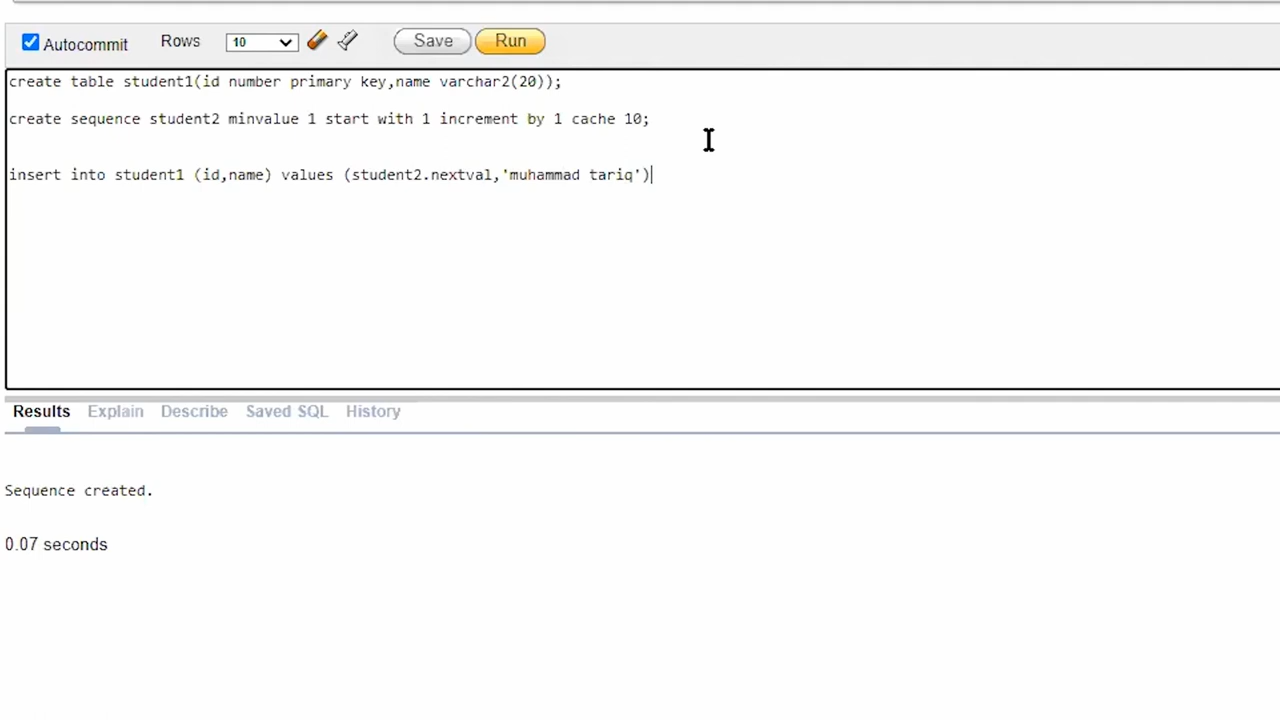 Autocommit Rows 10 Save Run
create table student1(id number primary key,name varchar2(20));
create sequence student2 minvalue 1 start with 1 increment by 1 cache 10;
insert into student1 (id,name) values (student2.nextval,'muhammad tariq')
Results Explain Describe Saved SQL History
Sequence created.
0.07 seconds